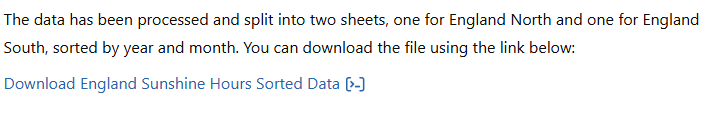 The data has been processed and split into two sheets, one for England North and one for England
South, sorted by year and month. You can download the file using the link below:
Download England Sunshine Hours Sorted Data [>-]